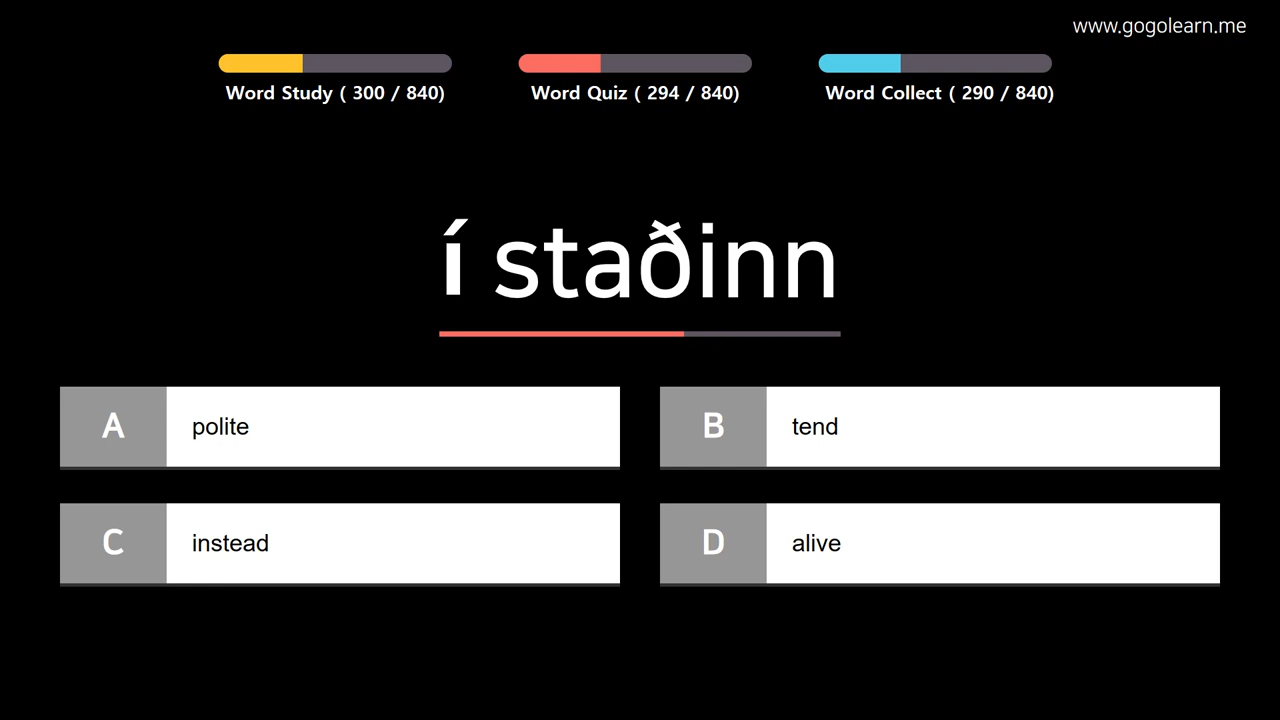 www.gogolearn.me
Word Study ( 300 / 840)
Word Quiz ( 294 / 840)
Word Collect ( 290 / 840)
í staðinn
A polite
B tend
C instead
D alive